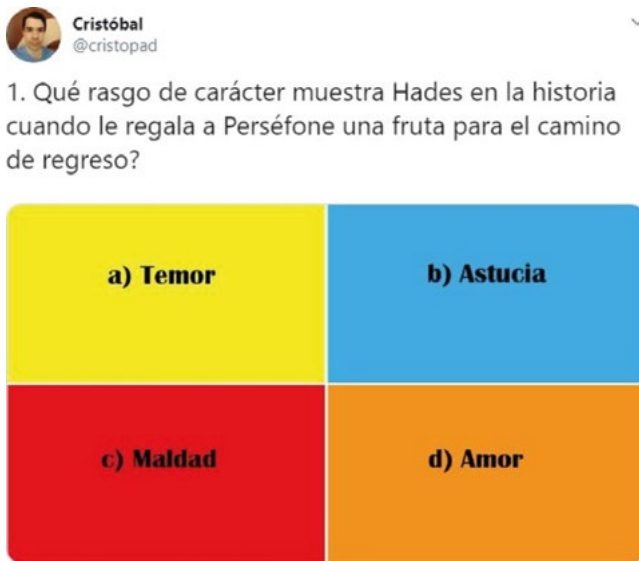 Cristóbal
@cristopad
1. Qué rasgo de carácter muestra Hades en la historia
cuando le regala a Perséfone una fruta para el camino
de regreso?
a) Temor
b) Astucia
c) Maldad
d) Amor